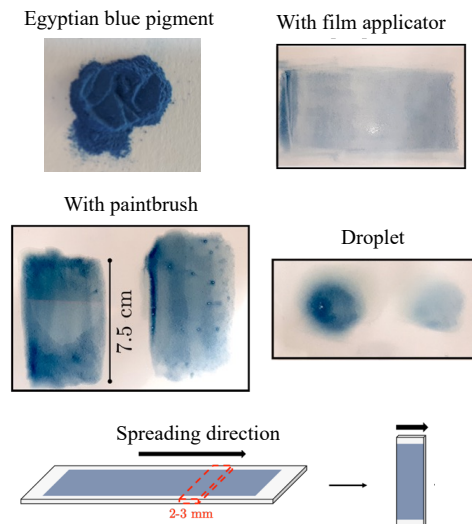 Egyptian blue pigment
With film applicator
With paintbrush
Droplet
7.5 cm
Spreading direction
2-3 mm